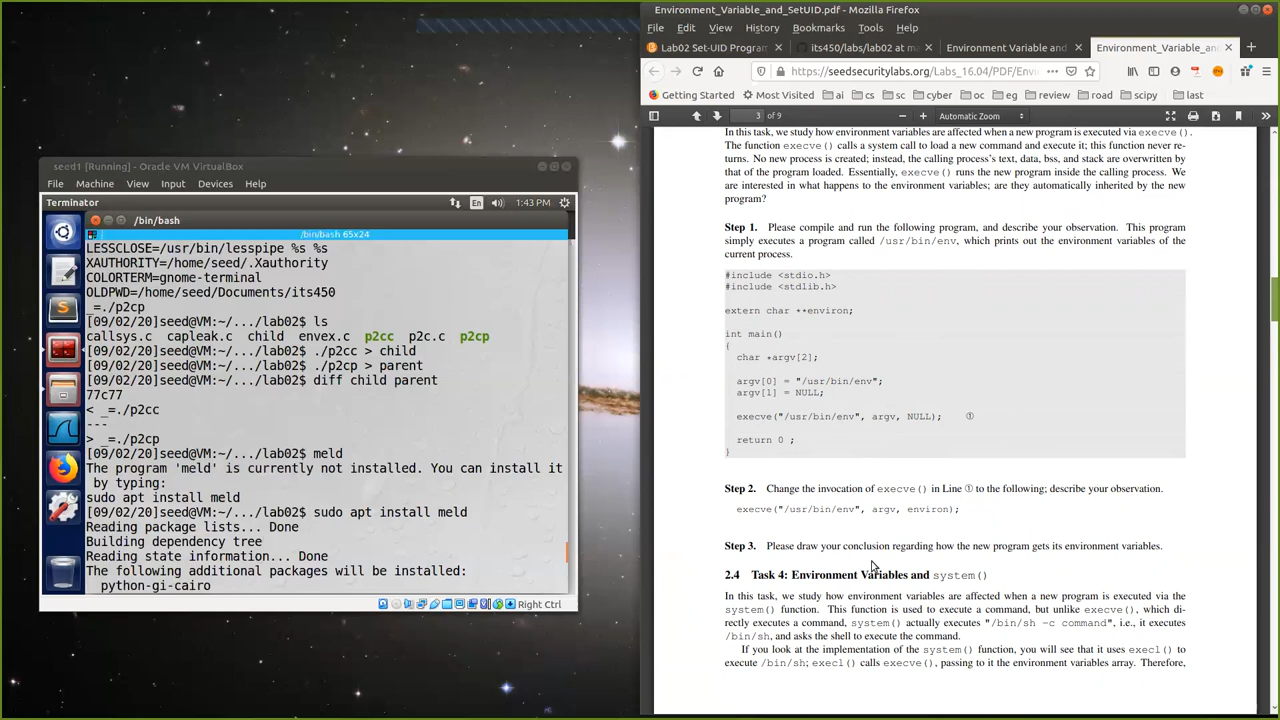 seed1 [Running] - Oracle VM VirtualBox
File Machine View Input Devices Help
Terminator
En
1:43 PM
/bin/bash
/bin/bash 65x24
LESSCLOSE=/usr/bin/lesspipe %s %s
XAUTHORITY=/home/seed/.Xauthority
COLORTERM=gnome-terminal
OLDPWD=/home/seed/Documents/its450
_=./p2cp
[09/02/20]seed@VM:~/.../lab02$ ls
callsys.c capleak.c child envex.c p2cc p2c.c p2cp
[09/02/20]seed@VM:~/.../lab02$ ./p2cc > child
[09/02/20]seed@VM:~/.../lab02$ ./p2cp > parent
[09/02/20]seed@VM:~/.../lab02$ diff child parent
77c77
< _=./p2cc
---
> _=./p2cp
[09/02/20]seed@VM:~/.../lab02$ meld
The program 'meld' is currently not installed. You can install it
by typing:
sudo apt install meld
[09/02/20]seed@VM:~/.../lab02$ sudo apt install meld
Reading package lists... Done
Building dependency tree
Reading state information... Done
The following additional packages will be installed:
python-gi-cairo
Right Ctrl
Environment_Variable_and_SetUID.pdf - Mozilla Firefox
File Edit View History Bookmarks Tools Help
Lab02 Set-UID Program
its450/labs/lab02 at ma
Environment Variable and
Environment_Variable_an
https://seedsecuritylabs.org/Labs_16.04/PDF/Envi
Getting Started Most Visited ai cs sc cyber oc eg review road scipy last
3 of 9
Automatic Zoom
In this task, we study how environment variables are affected when a new program is executed via execve().
The function execve() calls a system call to load a new command and execute it; this function never re-
turns. No new process is created; instead, the calling process's text, data, bss, and stack are overwritten by
that of the program loaded. Essentially, execve() runs the new program inside the calling process. We
are interested in what happens to the environment variables; are they automatically inherited by the new
program?
Step 1. Please compile and run the following program, and describe your observation. This program
simply executes a program called /usr/bin/env, which prints out the environment variables of the
current process.
#include <stdio.h>
#include <stdlib.h>
extern char **environ;
int main()
{
char *argv[2];
argv[0] = "/usr/bin/env";
argv[1] = NULL;
execve("/usr/bin/env", argv, NULL); ①
return 0 ;
}
Step 2. Change the invocation of execve() in Line ① to the following; describe your observation.
execve("/usr/bin/env", argv, environ);
Step 3. Please draw your conclusion regarding how the new program gets its environment variables.
2.4 Task 4: Environment Variables and system()
In this task, we study how environment variables are affected when a new program is executed via the
system() function. This function is used to execute a command, but unlike execve(), which di-
rectly executes a command, system() actually executes "/bin/sh -c command", i.e., it executes
/bin/sh, and asks the shell to execute the command.
If you look at the implementation of the system() function, you will see that it uses execl() to
execute /bin/sh; execl() calls execve(), passing to it the environment variables array. Therefore,